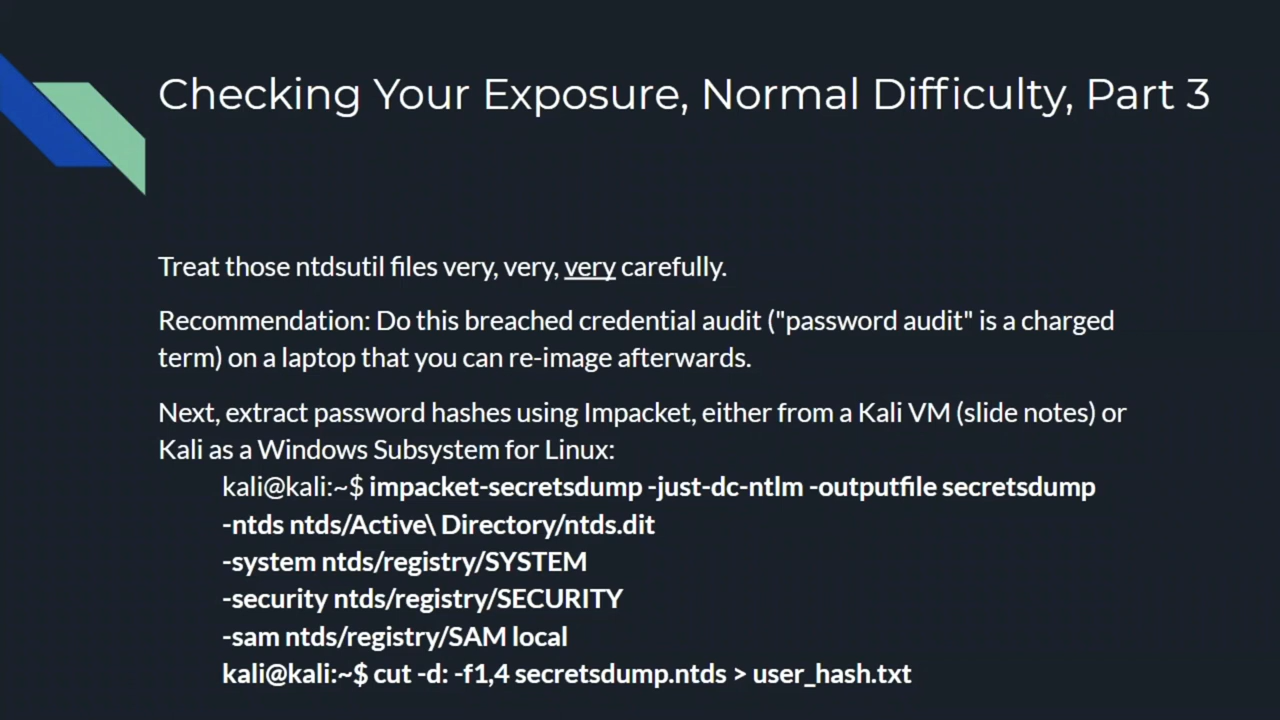 Checking Your Exposure, Normal Difficulty, Part 3
Treat those ntdsutil files very, very, very carefully.
Recommendation: Do this breached credential audit ("password audit" is a charged
term) on a laptop that you can re-image afterwards.
Next, extract password hashes using Impacket, either from a Kali VM (slide notes) or
Kali as a Windows Subsystem for Linux:
kali@kali:~$ impacket-secretsdump -just-dc-ntlm -outputfile secretsdump
-ntds ntds/Active\ Directory/ntds.dit
-system ntds/registry/SYSTEM
-security ntds/registry/SECURITY
-sam ntds/registry/SAM local
kali@kali:~$ cut -d: -f1,4 secretsdump.ntds > user_hash.txt